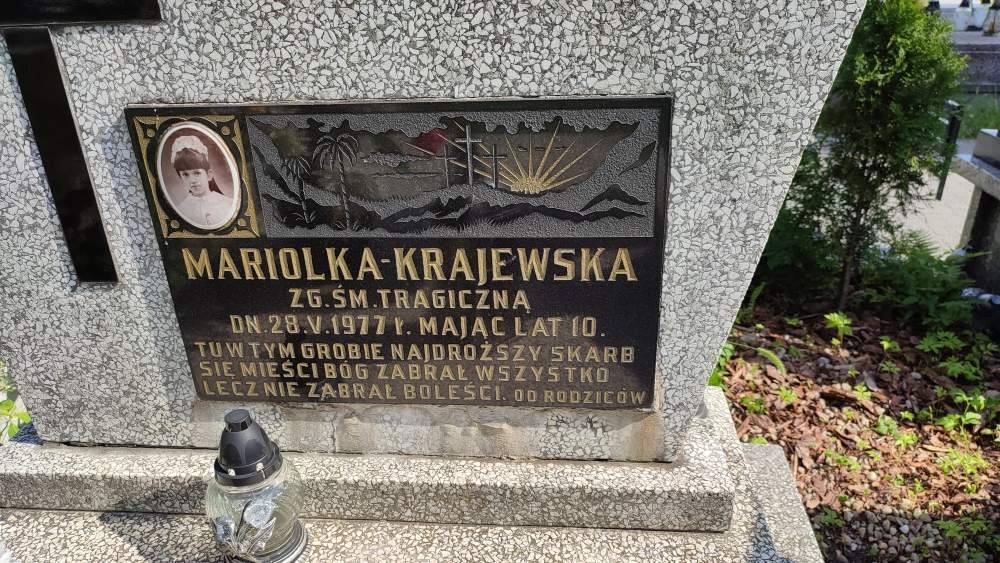 MARIOLKA-KRAJEWSKA
ZG.ŚM.TRAGICZNĄ
DN.28.V.1977 r. MAJĄC LAT 10.
TU W TYM GROBIE NAJDROŻSZY SKARB
SIĘ MIEŚCI BÓG ZABRAŁ WSZYSTKO
LECZ NIE ZABRAŁ BOLEŚCI. OD RODZICÓW